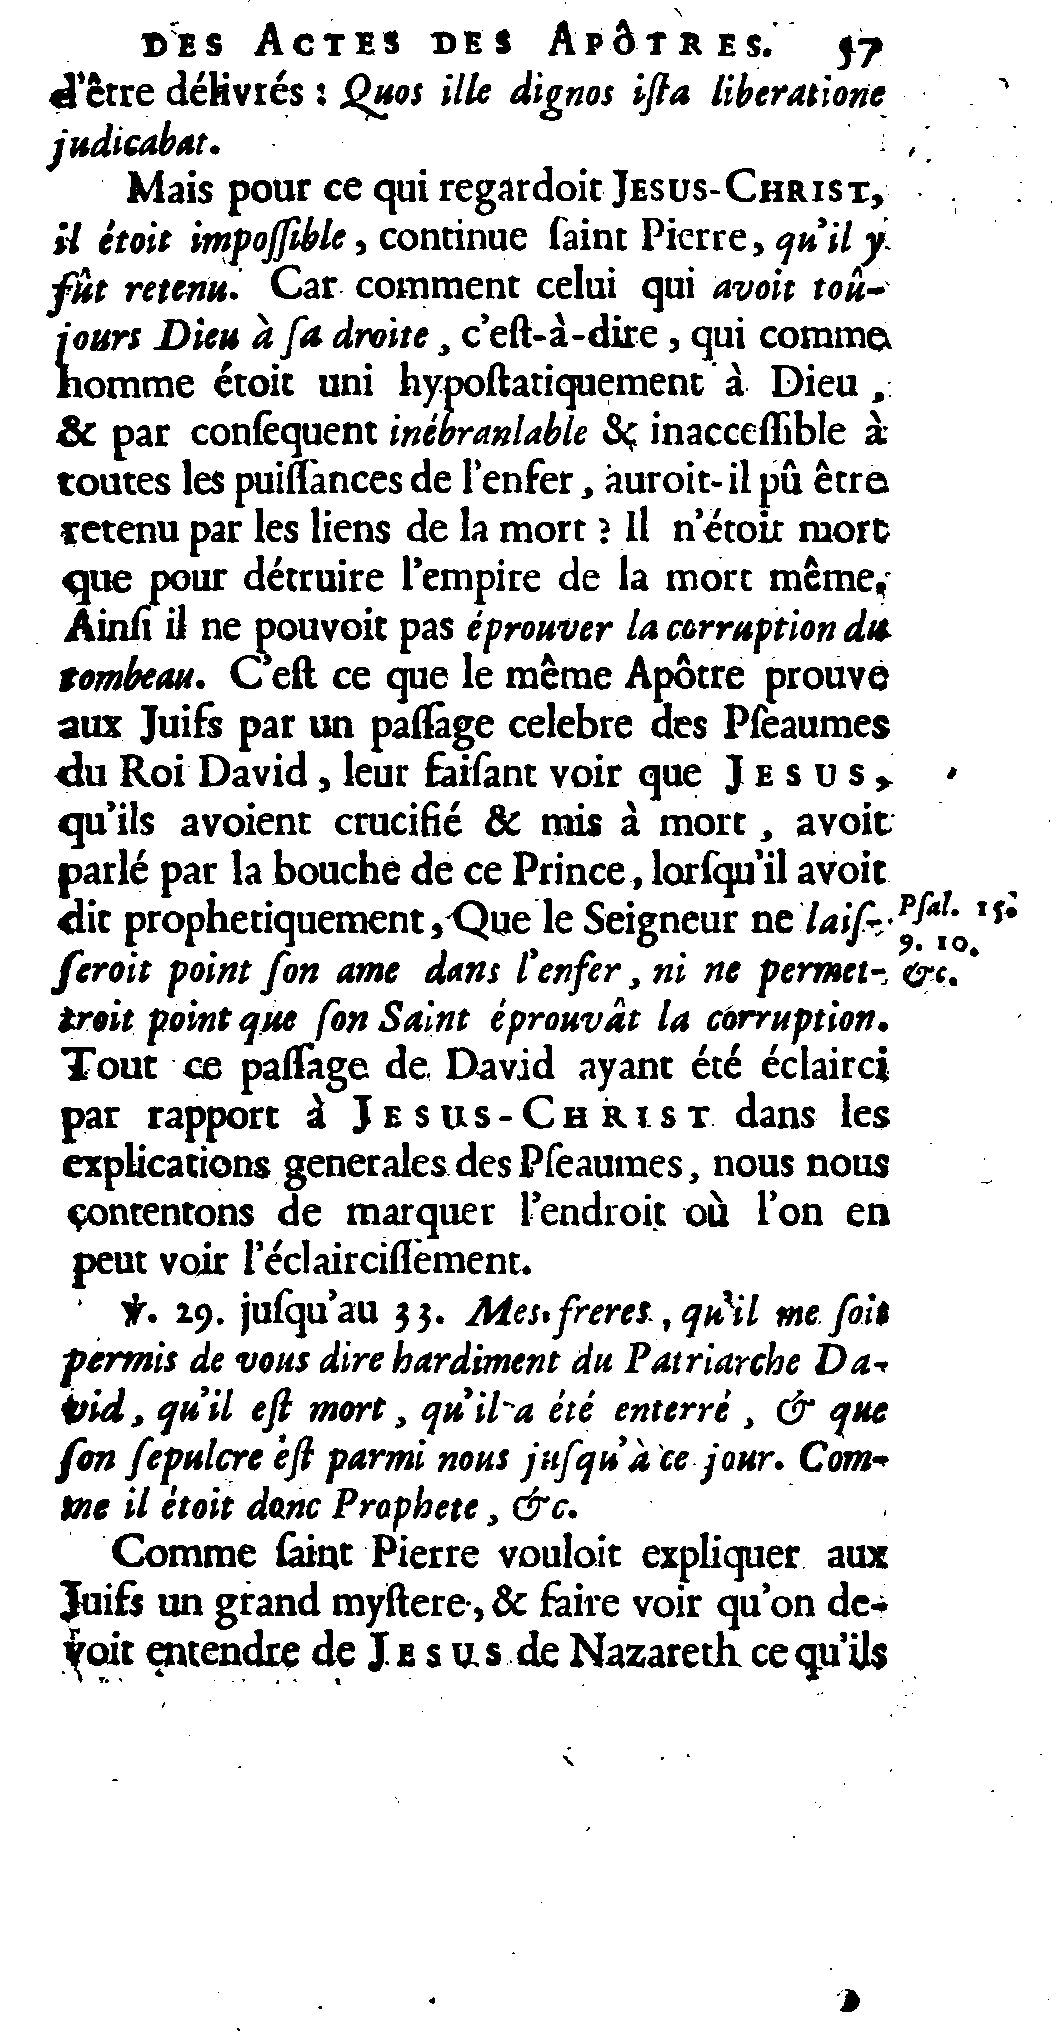 DES ACTES DES APÔTRES. 57
d'être délivrés : Quos ille dignos iſta liberatione
judicabat.
Mais pour ce qui regardoit JESUS-CHRIST,
il étoit impoſſible, continue ſaint Pierre, qu'il y
fût retenu. Car comment celui qui avoit toû-
jours Dieu à ſa droite, c'eſt-à-dire, qui comme
homme étoit uni hypoſtatiquement à Dieu,
& par conſequent inébranlable & inacceſſible à
toutes les puiſſances de l'enfer, auroit-il pû être
retenu par les liens de la mort ? Il n'étoit mort
que pour détruire l'empire de la mort même.
Ainſi il ne pouvoit pas éprouver la corruption du
tombeau. C'eſt ce que le même Apôtre prouve
aux Juifs par un paſſage celebre des Pſeaumes
du Roi David, leur faiſant voir que JESUS,
qu'ils avoient crucifié & mis à mort, avoit
parlé par la bouche de ce Prince, lorſqu'il avoit
dit prophetiquement, Que le Seigneur ne laiſ-
ſeroit point ſon ame dans l'enfer, ni ne permet-
troit point que ſon Saint éprouvât la corruption.
Pſal. 15.
9. 10.
&c.
Tout ce paſſage de David ayant été éclairci
par rapport à JESUS-CHRIST dans les
explications generales des Pſeaumes, nous nous
contentons de marquer l'endroit où l'on en
peut voir l'éclairciſſement.
℣. 29. juſqu'au 33. Mes freres, qu'il me ſoit
permis de vous dire hardiment du Patriarche Da-
vid, qu'il eſt mort, qu'il a été enterré, & que
ſon ſepulcre eſt parmi nous juſqu'à ce jour. Com-
me il étoit donc Prophete, &c.
Comme ſaint Pierre vouloit expliquer aux
Juifs un grand myſtere, & faire voir qu'on de-
voit entendre de JESUS de Nazareth ce qu'ils
D